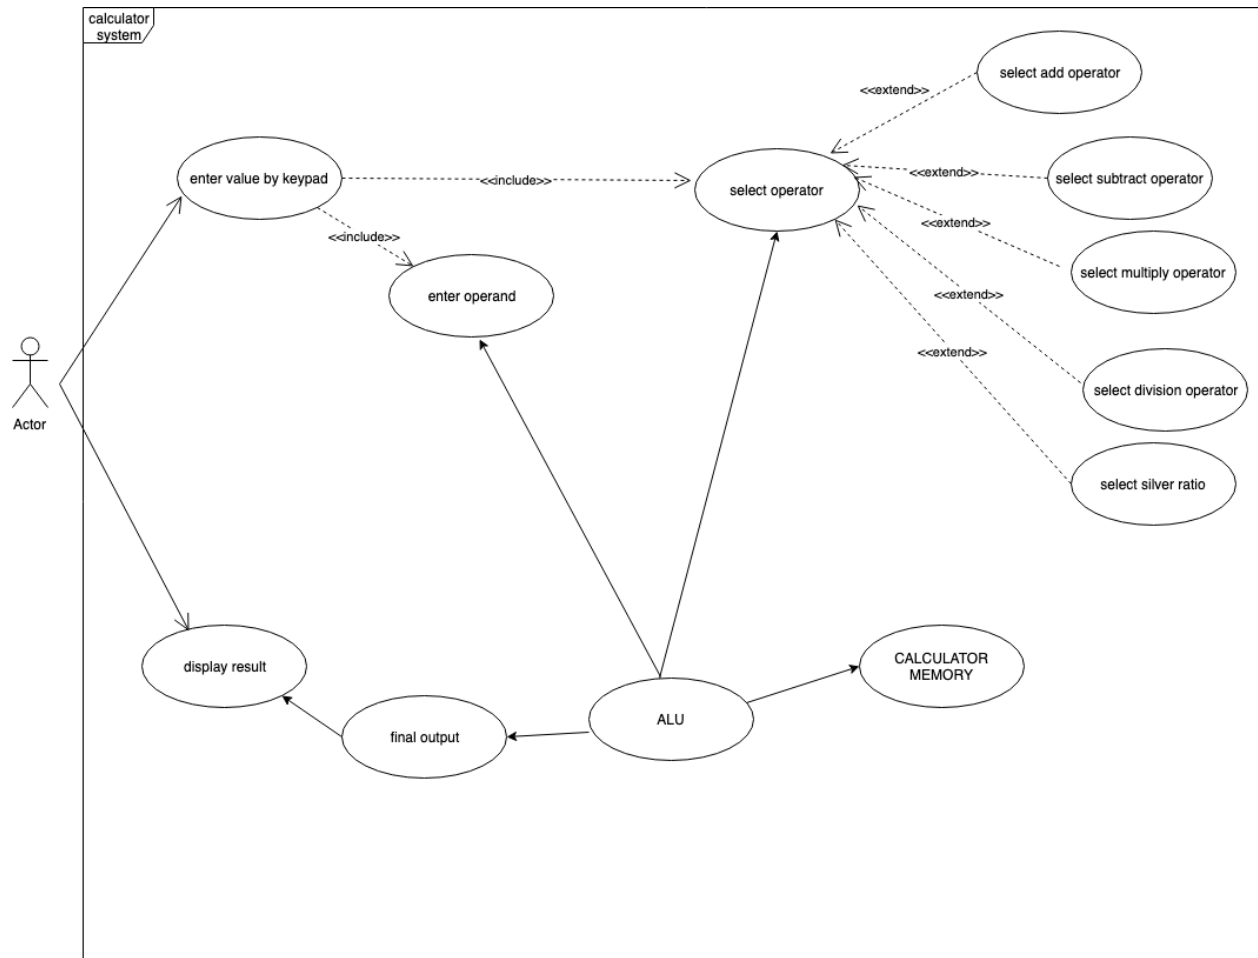 calculator
system
select add operator
<<extend>>
enter value by keypad
<<include>>
select operator
<<extend>>
select subtract operator
<<include>>
<<extend>>
enter operand
select multiply operator
<<extend>>
<<extend>>
select division operator
Actor
select silver ratio
display result
CALCULATOR
MEMORY
final output
ALU